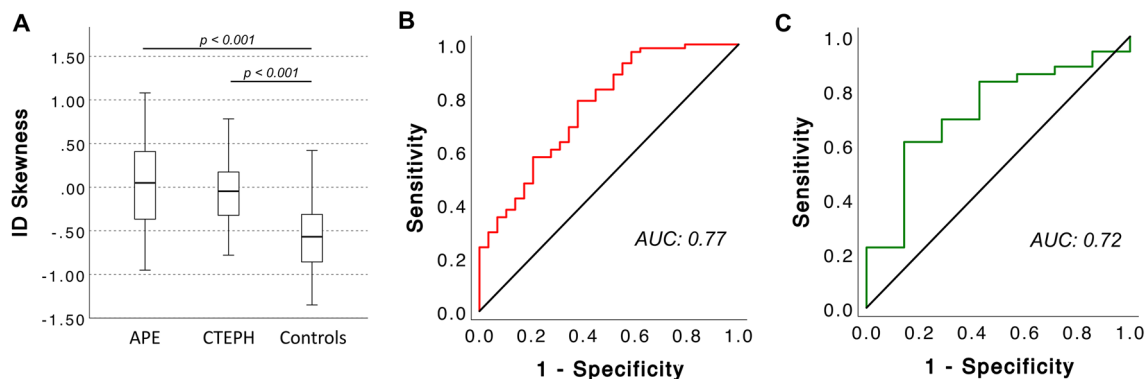 A
ID Skewness
1.50
1.00
.50
.00
-.50
-1.00
-1.50
p < 0.001
p < 0.001
APE CTEPH Controls
B
Sensitivity
1.0
0.8
0.6
0.4
0.2
0.0
AUC: 0.77
0.0 0.2 0.4 0.6 0.8 1.0
1 - Specificity
C
Sensitivity
1.0
0.8
0.6
0.4
0.2
0.0
AUC: 0.72
0.0 0.2 0.4 0.6 0.8 1.0
1 - Specificity